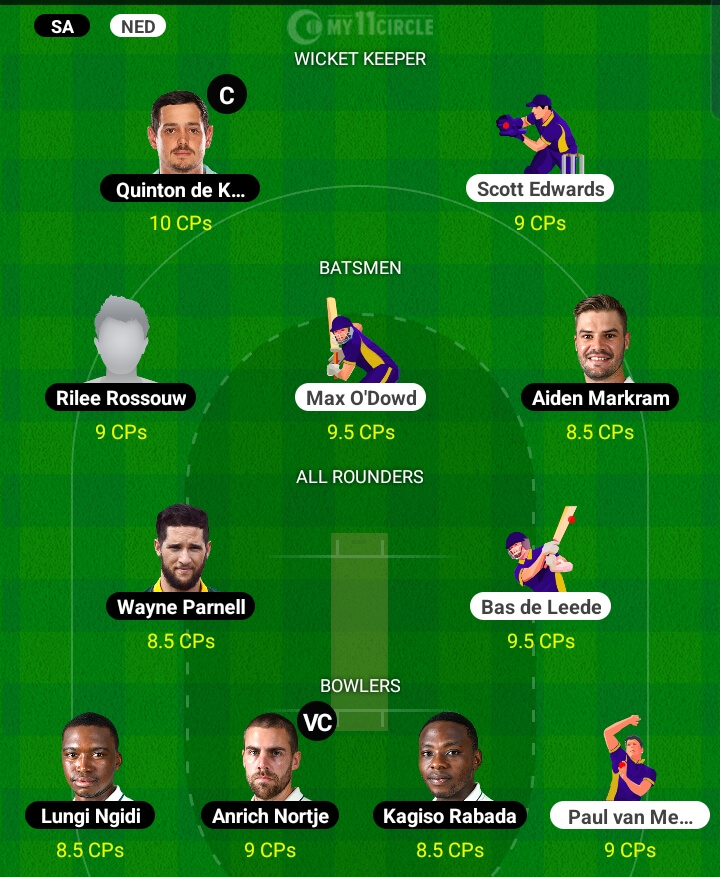 SA NED MY11CIRCLE
WICKET KEEPER
C
Quinton de K... Scott Edwards
10 CPs 9 CPs
BATSMEN
Rilee Rossouw Max O'Dowd Aiden Markram
9 CPs 9.5 CPs 8.5 CPs
ALL ROUNDERS
Wayne Parnell Bas de Leede
8.5 CPs 9.5 CPs
BOWLERS
VC
Lungi Ngidi Anrich Nortje Kagiso Rabada Paul van Me...
8.5 CPs 9 CPs 8.5 CPs 9 CPs